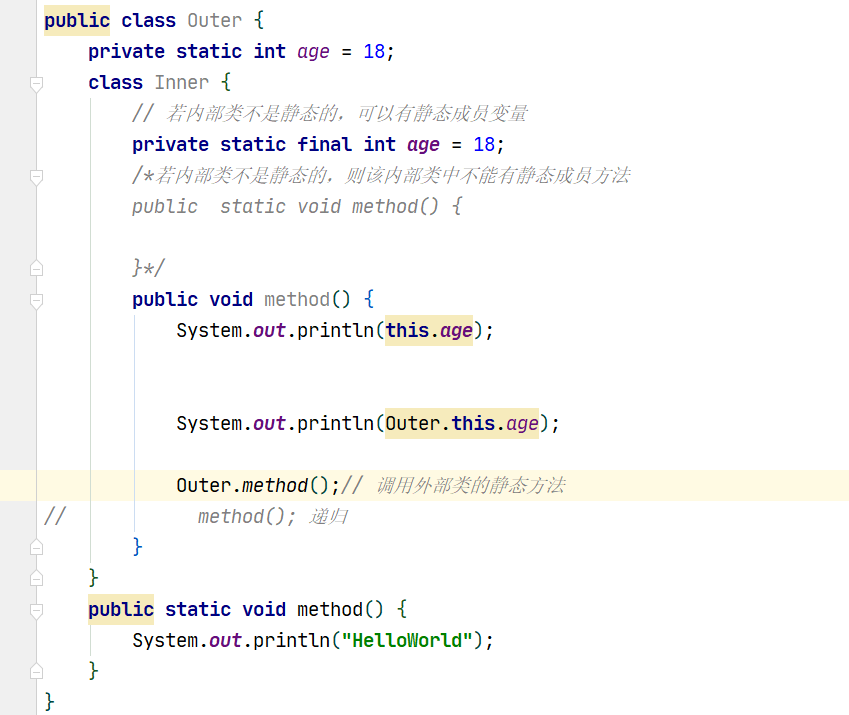 public class Outer {
    private static int age = 18;
    class Inner {
        // 若内部类不是静态的，可以有静态成员变量
        private static final int age = 18;
        /*若内部类不是静态的，则该内部类中不能有静态成员方法
        public  static void method() {
        }*/
        public void method() {
            System.out.println(this.age);
            System.out.println(Outer.this.age);
            Outer.method();// 调用外部类的静态方法
//            method(); 递归
        }
    }
    public static void method() {
        System.out.println("HelloWorld");
    }
}